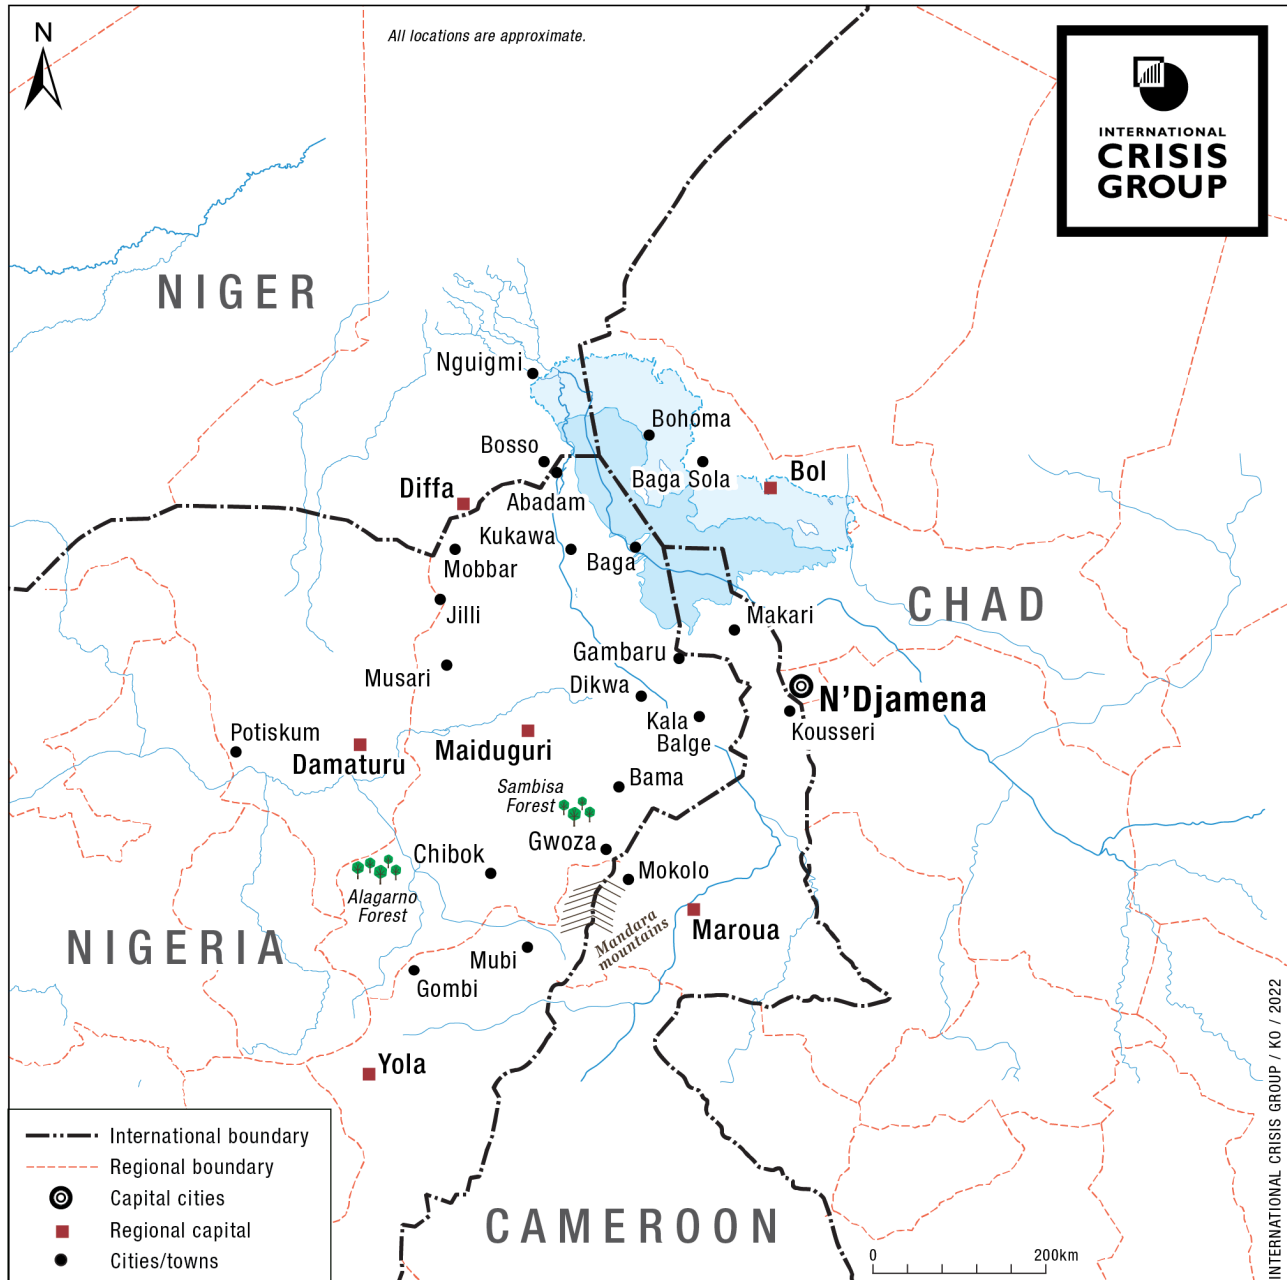 N
All locations are approximate.
INTERNATIONAL
CRISIS
GROUP
NIGER
Nguigmi
Bohoma
Bosso
Baga Sola
Bol
Diffa
Abadam
Kukawa
Baga
Mobbar
CHAD
Jilli
Makari
Gambaru
Musari
Dikwa
N'Djamena
Kala
Balge
Kousseri
Potiskum
Damaturu
Maiduguri
Bama
Sambisa
Forest
Gwoza
Chibok
Mokolo
Alagarno
Forest
Mandara
mountains
Maroua
NIGERIA
Mubi
Gombi
Yola
International boundary
Regional boundary
Capital cities
Regional capital
Cities/towns
CAMEROON
0
200km
INTERNATIONAL CRISIS GROUP / KO / 2022